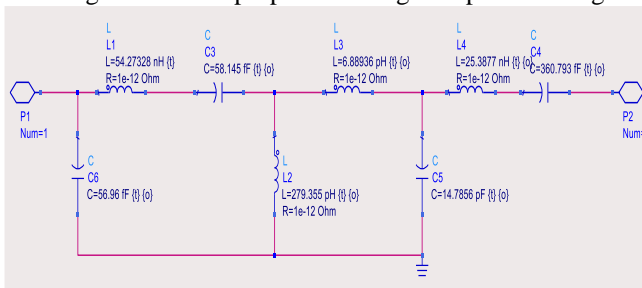 L
L1
L=54.27328 nH {t}
R=1e-12 Ohm
C
C3
C=58.145 fF {t} {o}
L
L3
L=6.88936 pH {t} {o}
R=1e-12 Ohm
L
L4
L=25.3877 nH {t} {o}
R=1e-12 Ohm
C
C4
C=360.793 fF {t} {o}
P1
Num=1
P2
C
C6
C=56.96 fF {t} {o}
L
L2
L=279.355 pH {t} {o}
R=1e-12 Ohm
C
C5
C=14.7856 pF {t} {o}